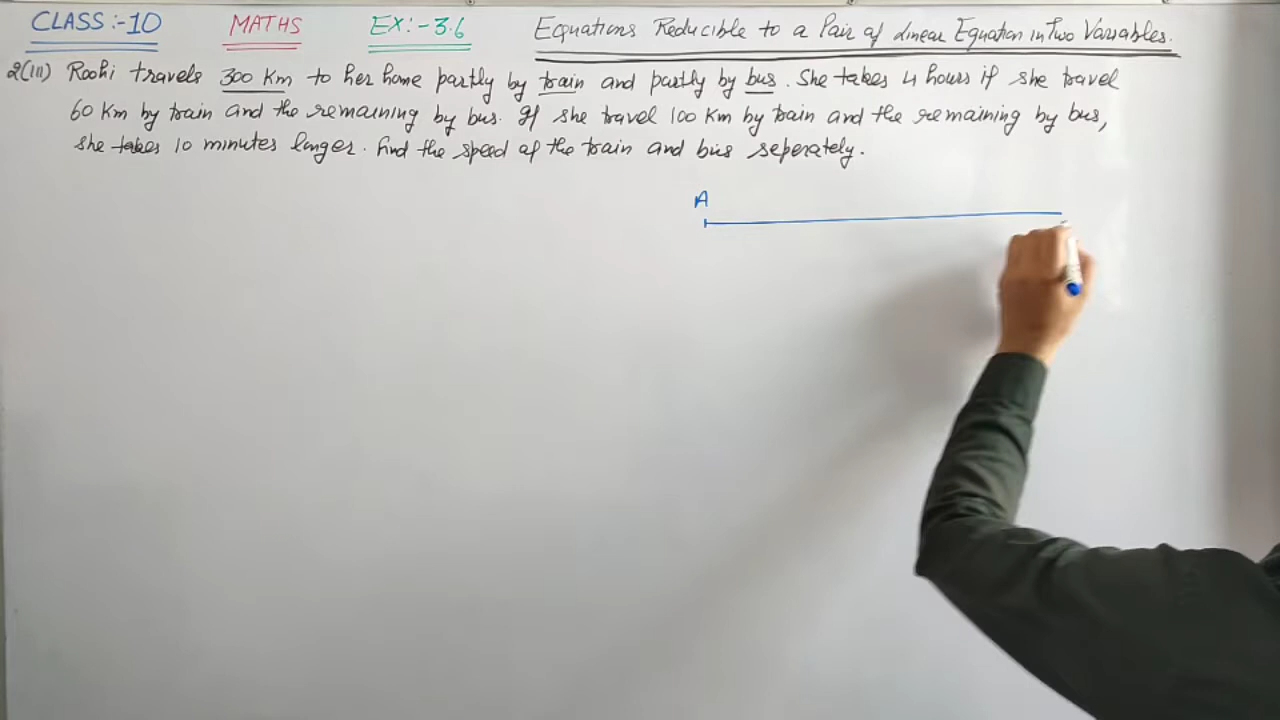 CLASS:-10 MATHS EX:-3.6 Equations Reducible to a Pair of Linear Equation in Two Variables.
2(iii) Roohi travels 300 Km to her home partly by train and partly by bus. She takes 4 hours if she travel
60 Km by train and the remaining by bus. If she travel 100 Km by train and the remaining by bus,
she takes 10 minutes longer. Find the speed of the train and bus seperately.
A